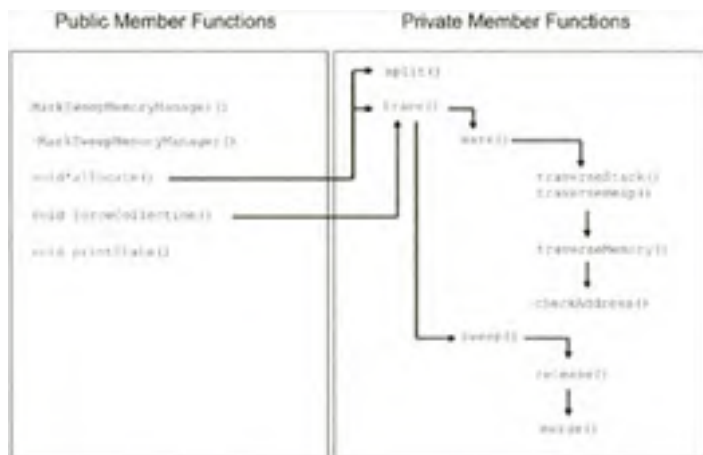 Public Member Functions
Private Member Functions
MarkSweepMemoryManager()
~MarkSweepMemoryManager()
void*allocate()
void forceCollection()
void printState()
split()
trace()
mark()
traverseStack()
traverseHeap()
traverseMemory()
checkAddress()
sweep()
release()
merge()